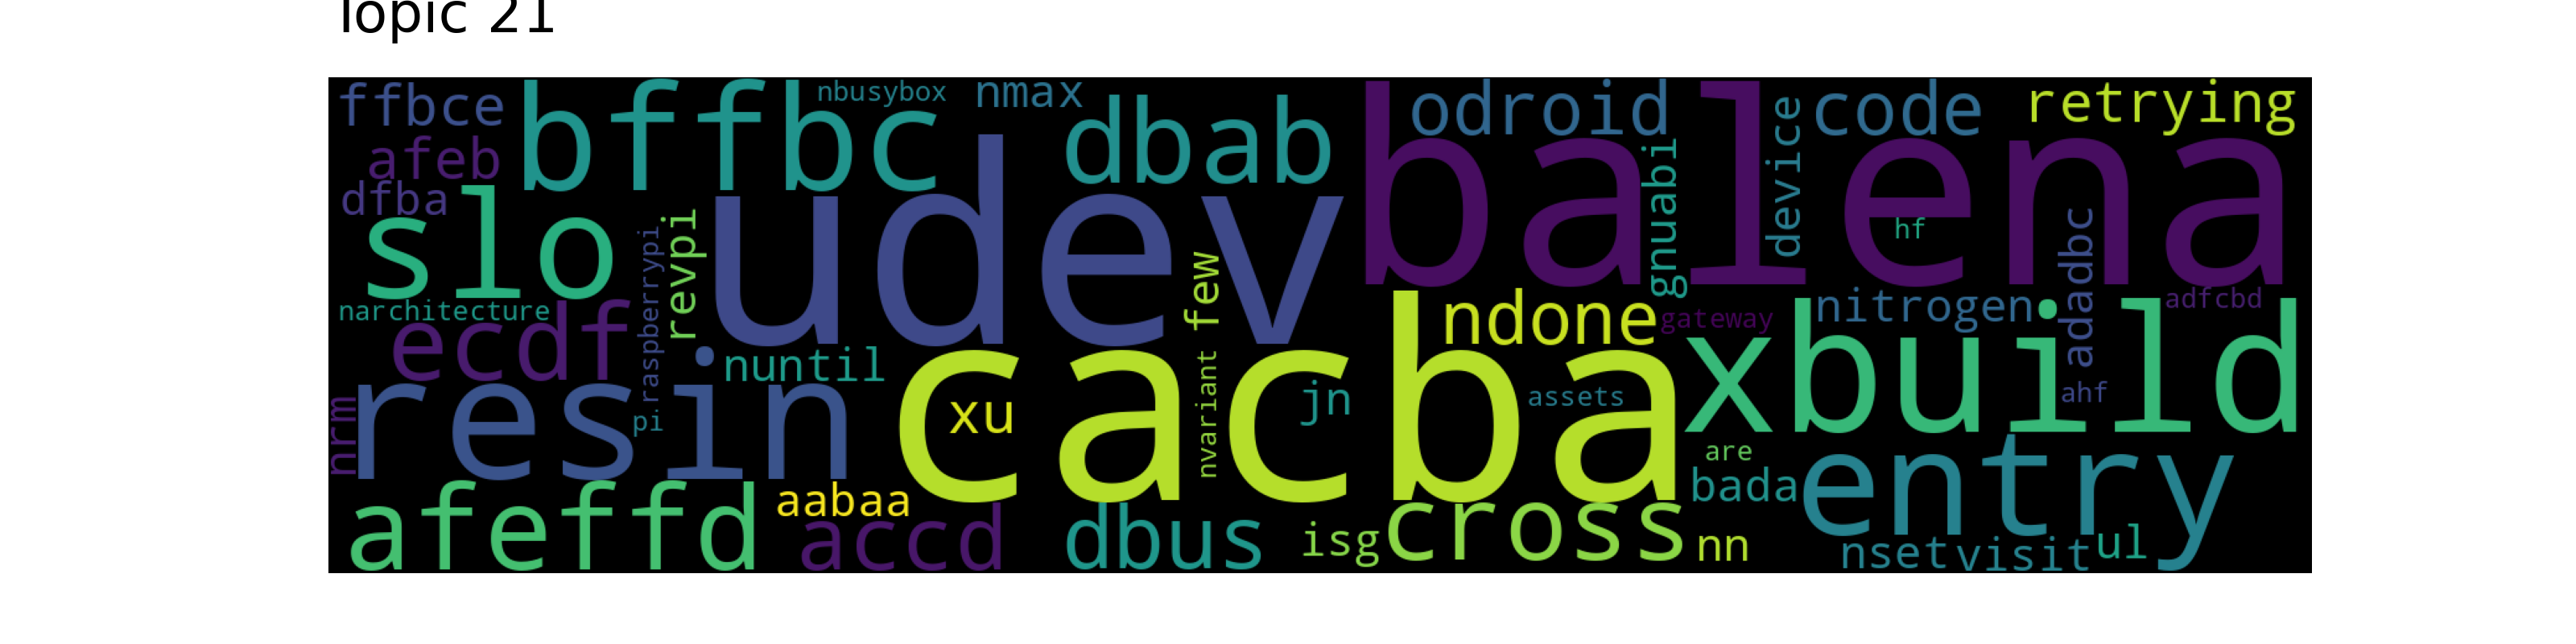 Topic 21
ffbce bffbc nbusybox nmax dbab balena odroid code retrying
afeb
dfba
slo
udev
gnuabi
device
hf
adadbc
revpi
raspberrypi
few
narchitecture
ecdf
nuntil
ndone
gateway
nitrogen
adfcbd
resin
cacba
xbuild
nrm
pi
xu
nvariant
jn
assets
ahf
are
bada
entry
afeffd
aabaa
accd
dbus
isg
cross
nn
nset
visit
ul